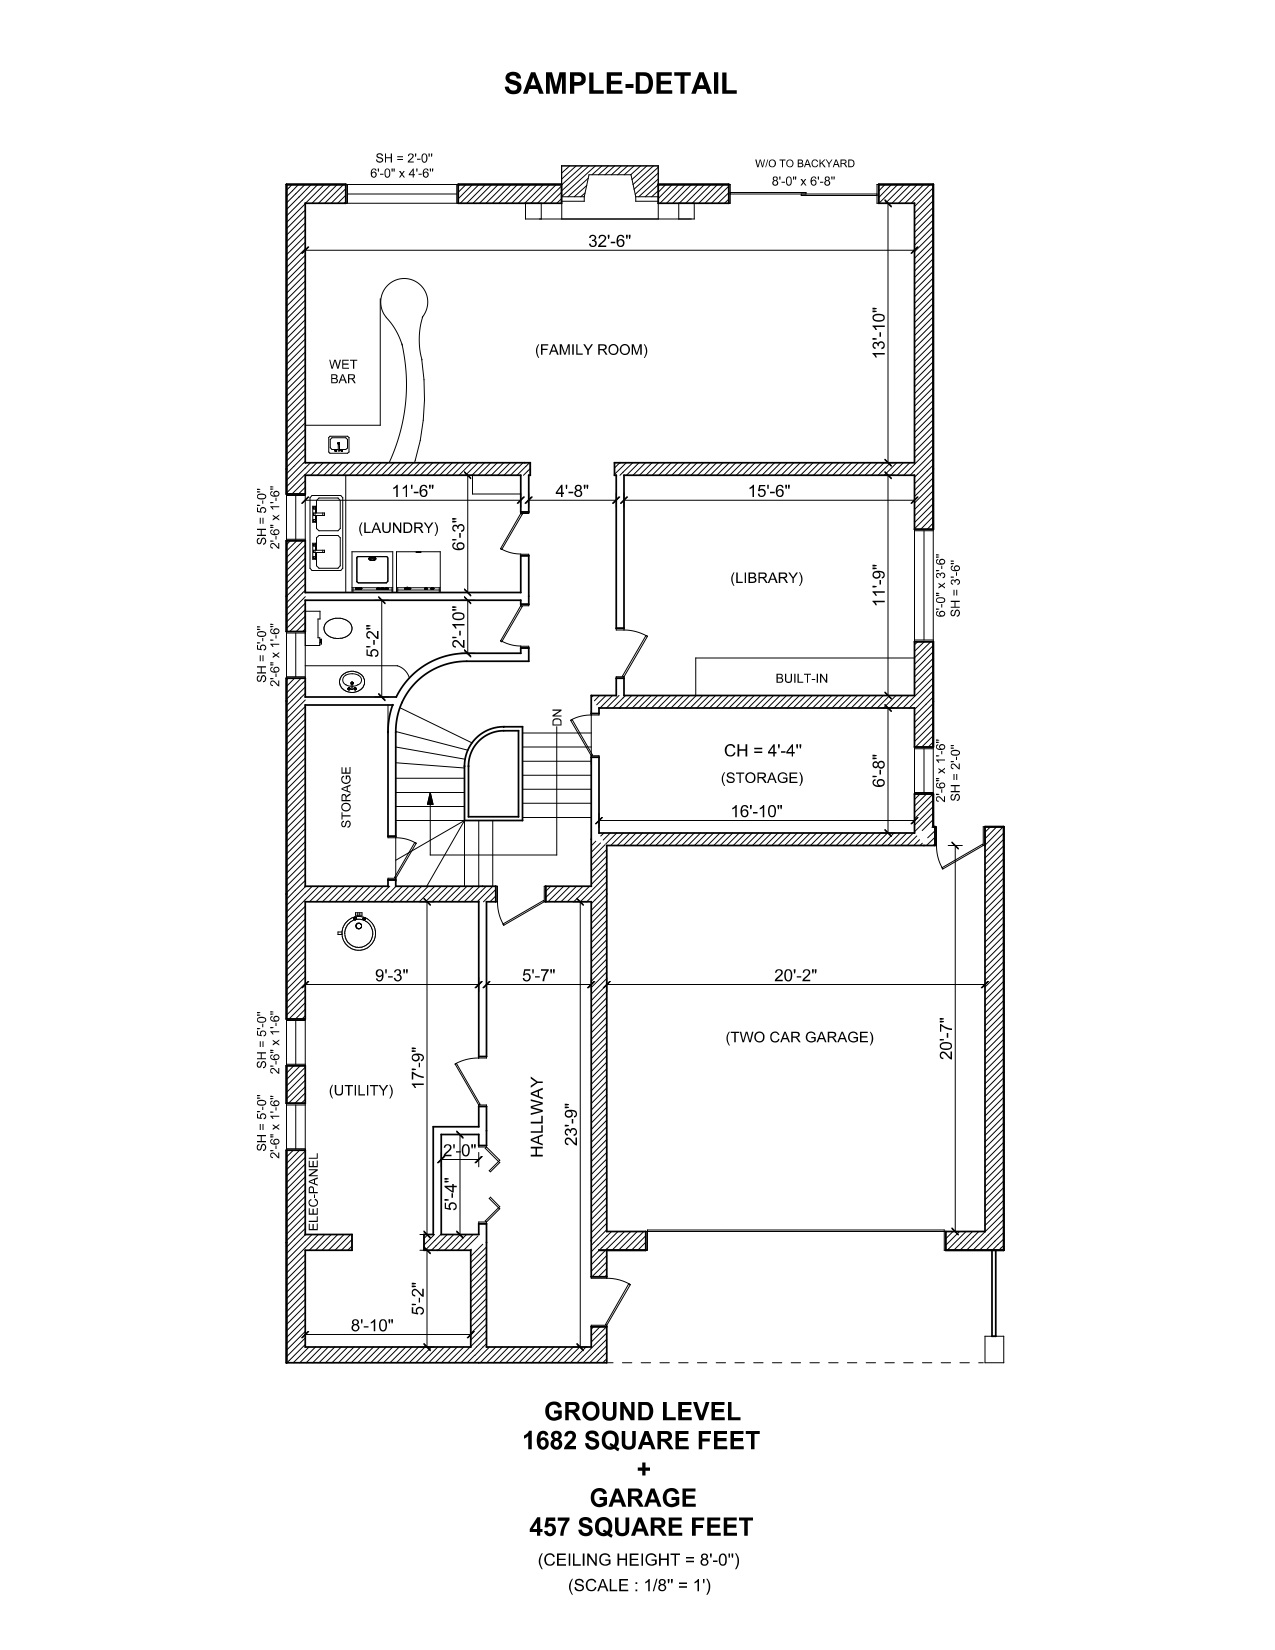 SAMPLE-DETAIL
SH = 2'-0"
6'-0" x 4'-6"
W/O TO BACKYARD
8'-0" x 6'-8"
32'-6"
13'-10"
(FAMILY ROOM)
WET
BAR
SH = 5'-0"
2'-6" x 1'-6"
11'-6"
4'-8"
15'-6"
(LAUNDRY)
6'-3"
(LIBRARY)
11'-9"
6'-0" x 3'-6"
SH = 3'-6"
SH = 5'-0"
2'-6" x 1'-6"
5'-2"
2'-10"
BUILT-IN
DN
STORAGE
CH = 4'-4"
(STORAGE)
6'-8"
16'-10"
2'-6" x 1'-6"
SH = 2'-0"
9'-3"
5'-7"
20'-2"
SH = 5'-0"
2'-6" x 1'-6"
17'-9"
(TWO CAR GARAGE)
20'-7"
(UTILITY)
HALLWAY
23'-9"
SH = 5'-0"
2'-6" x 1'-6"
2'-0"
5'-4"
ELEC-PANEL
5'-2"
8'-10"
GROUND LEVEL
1682 SQUARE FEET
+
GARAGE
457 SQUARE FEET
(CEILING HEIGHT = 8'-0")
(SCALE : 1/8" = 1')